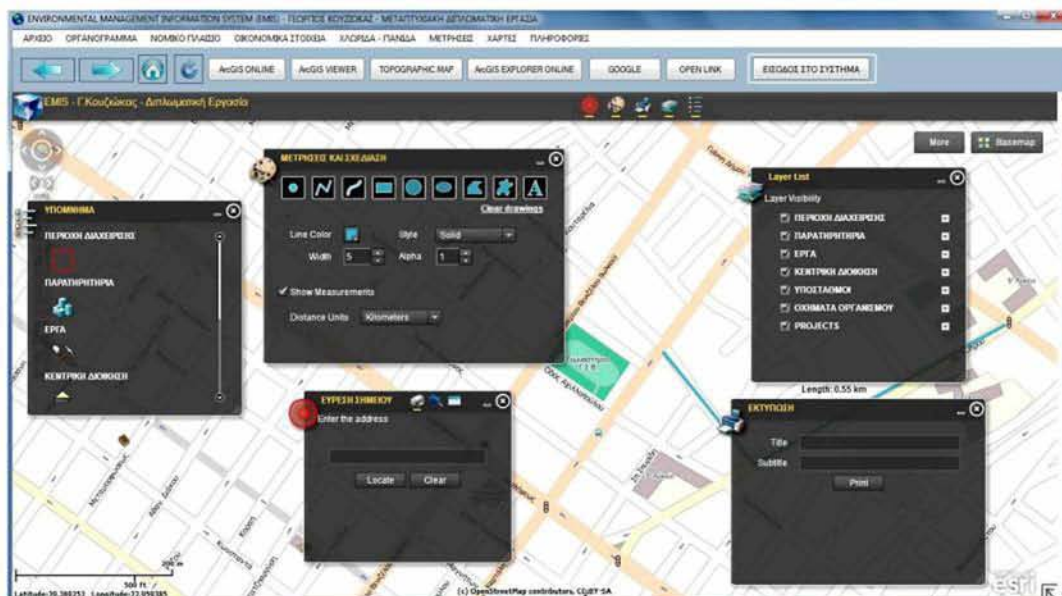 ENVIRONMENTAL MANAGEMENT INFORMATION SYSTEM (EMIS) - ΓΕΩΡΓΙΟΣ ΚΟΥΖΙΩΚΑΣ - ΜΕΤΑΠΤΥΧΙΑΚΗ ΔΙΠΛΩΜΑΤΙΚΗ ΕΡΓΑΣΙΑ
ΑΡΧΕΙΟ ΟΡΓΑΝΟΓΡΑΜΜΑ ΝΟΜΙΚΟ ΠΛΑΙΣΙΟ ΟΙΚΟΝΟΜΙΚΑ ΣΤΟΙΧΕΙΑ ΧΛΩΡΙΔΑ - ΠΑΝΙΔΑ ΜΕΤΡΗΣΕΙΣ ΧΑΡΤΕΣ ΠΛΗΡΟΦΟΡΙΕΣ
ArcGIS ONLINE ArcGIS VIEWER TOPOGRAPHIC MAP ArcGIS EXPLORER ONLINE GOOGLE OPEN LINK ΕΙΣΟΔΟΣ ΣΤΟ ΣΥΣΤΗΜΑ
EMIS - Γ.Κουζιώκας - Διπλωματική Εργασία
More Basemap
ΥΠΟΜΝΗΜΑ
ΠΕΡΙΟΧΗ ΔΙΑΧΕΙΡΙΣΗΣ
ΠΑΡΑΤΗΡΗΤΗΡΙΑ
ΕΡΓΑ
ΚΕΝΤΡΙΚΗ ΔΙΟΙΚΗΣΗ
ΜΕΤΡΗΣΕΙΣ ΚΑΙ ΣΧΕΔΙΑΣΗ
A
Clear drawings
Line Color Style Solid
Width 5 Alpha 1
Show Measurements
Distance Units Kilometers
Layer List
Layer Visibility
ΠΕΡΙΟΧΗ ΔΙΑΧΕΙΡΙΣΗΣ
ΠΑΡΑΤΗΡΗΤΗΡΙΑ
ΕΡΓΑ
ΚΕΝΤΡΙΚΗ ΔΙΟΙΚΗΣΗ
ΥΠΟΣΤΑΘΜΟΙ
ΟΧΗΜΑΤΑ ΟΡΓΑΝΙΣΜΟΥ
PROJECTS
Length: 0.55 km
ΕΥΡΕΣΗ ΣΗΜΕΙΟΥ
Enter the address
Locate Clear
ΕΚΤΥΠΩΣΗ
Title
Subtitle
Print
200 m
500 ft
(c) OpenStreetMap contributors, CC-BY-SA
esri